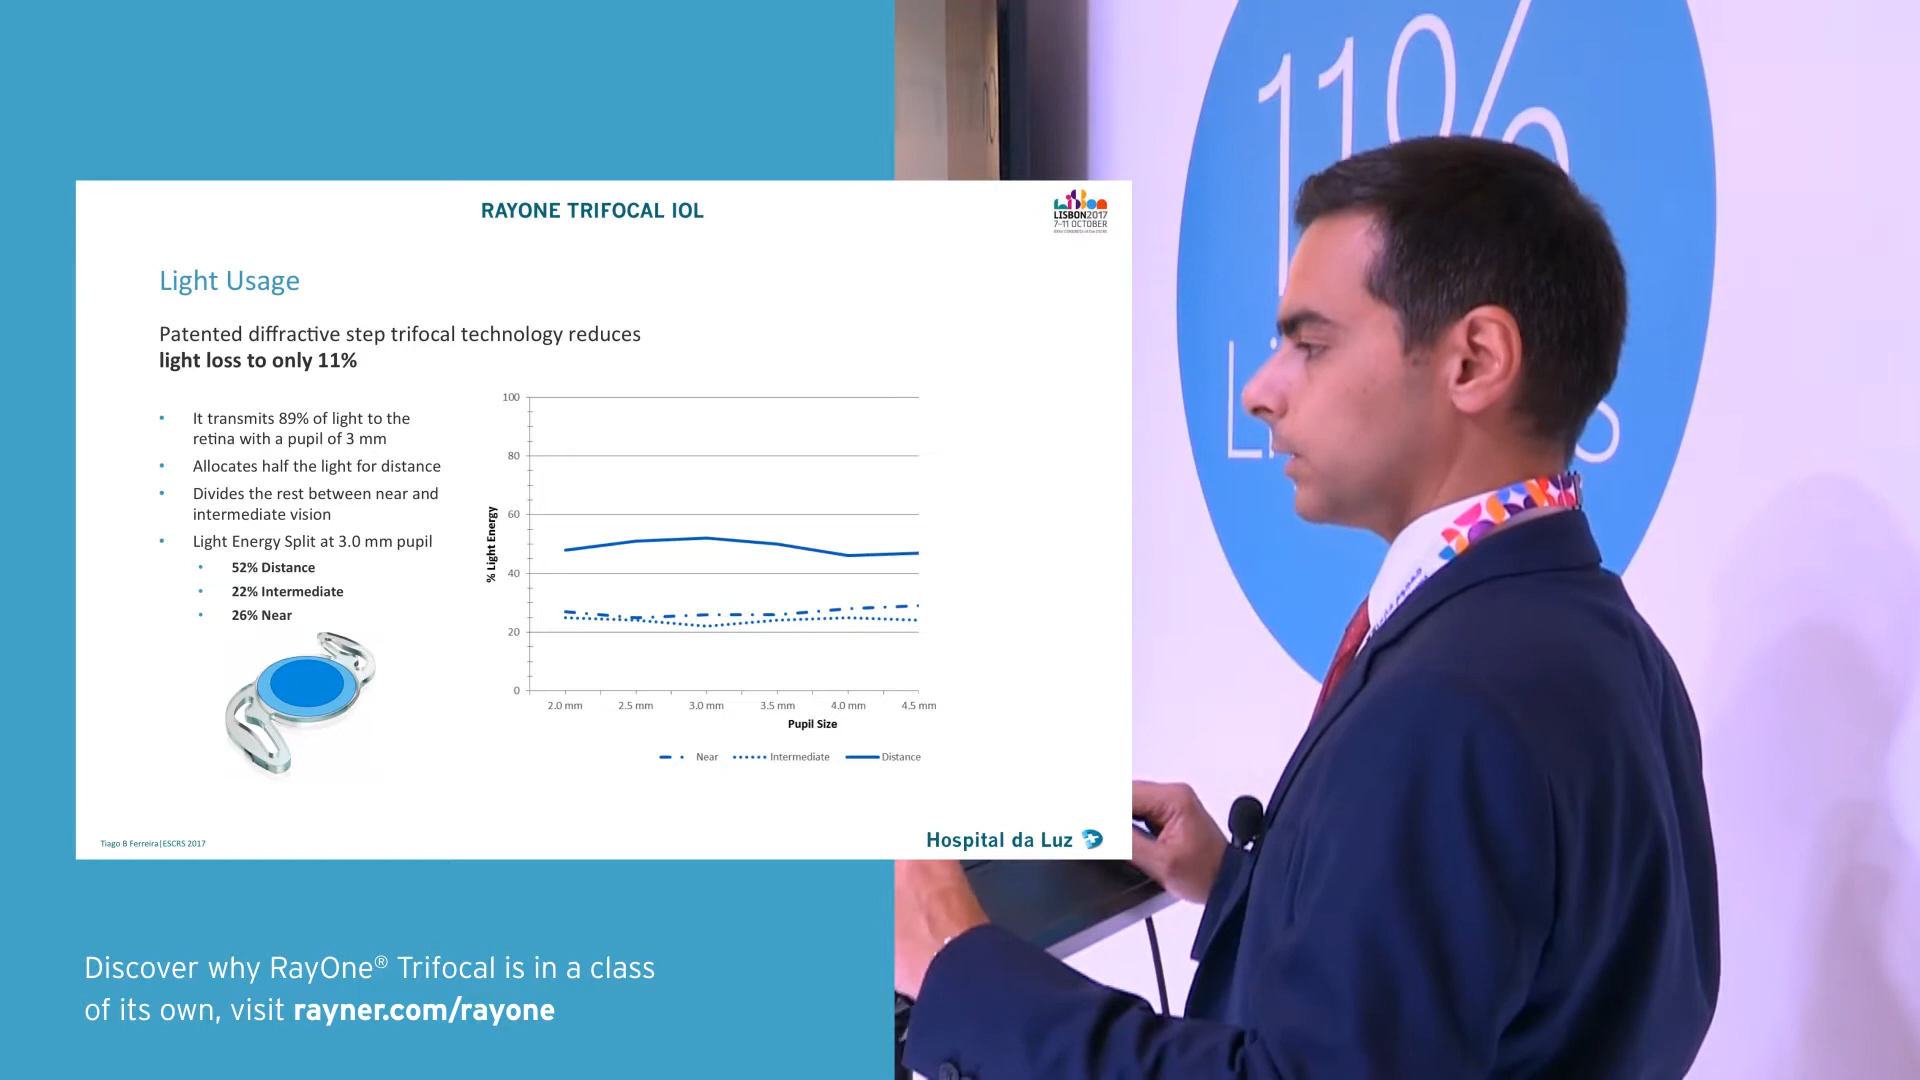 11%
Li
s
RAYONE TRIFOCAL IOL
LISBON2017
7–11 OCTOBER
Light Usage
Patented diffractive step trifocal technology reduces
light loss to only 11%
• It transmits 89% of light to the
retina with a pupil of 3 mm
• Allocates half the light for distance
• Divides the rest between near and
intermediate vision
• Light Energy Split at 3.0 mm pupil
• 52% Distance
• 22% Intermediate
• 26% Near
% Light Energy
100
80
60
40
20
0
2.0 mm 2.5 mm 3.0 mm 3.5 mm 4.0 mm 4.5 mm
Pupil Size
Near Intermediate Distance
Tiago B Ferreira|ESCRS 2017
Hospital da Luz
Discover why RayOne® Trifocal is in a class
of its own, visit rayner.com/rayone